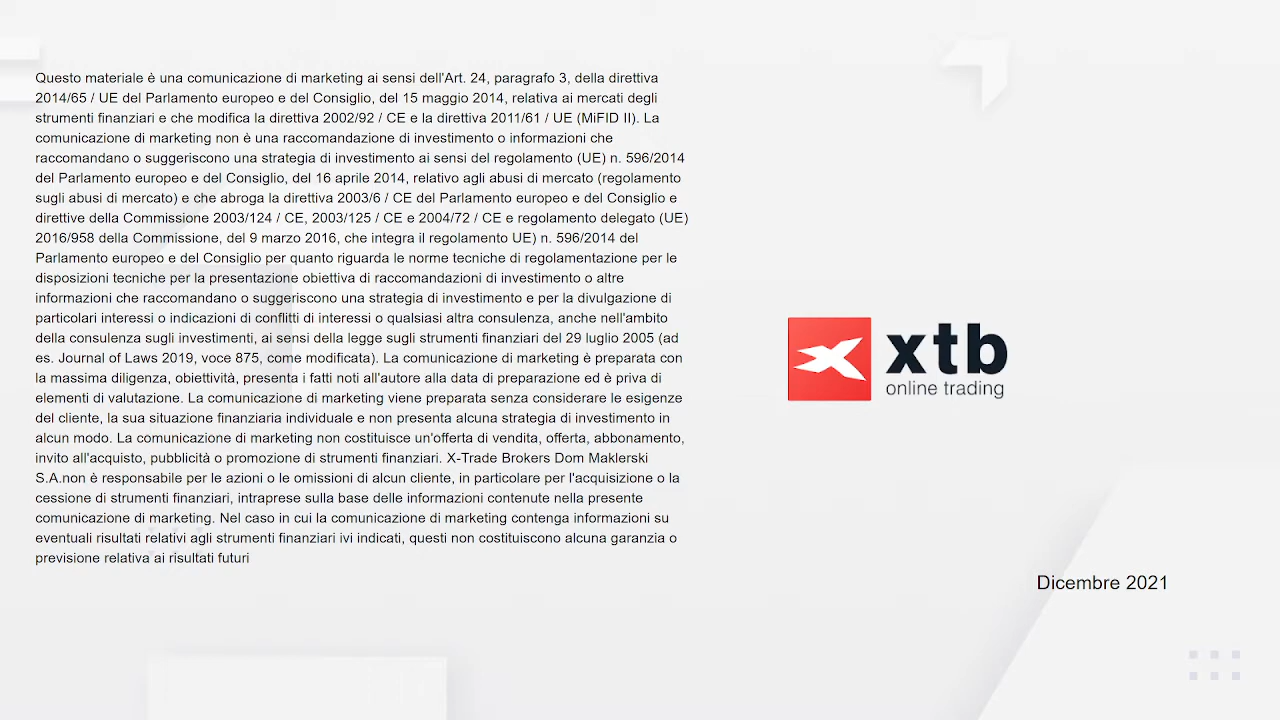 Questo materiale è una comunicazione di marketing ai sensi dell'Art. 24, paragrafo 3, della direttiva
2014/65 / UE del Parlamento europeo e del Consiglio, del 15 maggio 2014, relativa ai mercati degli
strumenti finanziari e che modifica la direttiva 2002/92 / CE e la direttiva 2011/61 / UE (MiFID II). La
comunicazione di marketing non è una raccomandazione di investimento o informazioni che
raccomandano o suggeriscono una strategia di investimento ai sensi del regolamento (UE) n. 596/2014
del Parlamento europeo e del Consiglio, del 16 aprile 2014, relativo agli abusi di mercato (regolamento
sugli abusi di mercato) e che abroga la direttiva 2003/6 / CE del Parlamento europeo e del Consiglio e
direttive della Commissione 2003/124 / CE, 2003/125 / CE e 2004/72 / CE e regolamento delegato (UE)
2016/958 della Commissione, del 9 marzo 2016, che integra il regolamento UE) n. 596/2014 del
Parlamento europeo e del Consiglio per quanto riguarda le norme tecniche di regolamentazione per le
disposizioni tecniche per la presentazione obiettiva di raccomandazioni di investimento o altre
informazioni che raccomandano o suggeriscono una strategia di investimento e per la divulgazione di
particolari interessi o indicazioni di conflitti di interessi o qualsiasi altra consulenza, anche nell'ambito
della consulenza sugli investimenti, ai sensi della legge sugli strumenti finanziari del 29 luglio 2005 (ad
es. Journal of Laws 2019, voce 875, come modificata). La comunicazione di marketing è preparata con
la massima diligenza, obiettività, presenta i fatti noti all'autore alla data di preparazione ed è priva di
elementi di valutazione. La comunicazione di marketing viene preparata senza considerare le esigenze
del cliente, la sua situazione finanziaria individuale e non presenta alcuna strategia di investimento in
alcun modo. La comunicazione di marketing non costituisce un'offerta di vendita, offerta, abbonamento,
invito all'acquisto, pubblicità o promozione di strumenti finanziari. X-Trade Brokers Dom Maklerski
S.A.non è responsabile per le azioni o le omissioni di alcun cliente, in particolare per l'acquisizione o la
cessione di strumenti finanziari, intraprese sulla base delle informazioni contenute nella presente
comunicazione di marketing. Nel caso in cui la comunicazione di marketing contenga informazioni su
eventuali risultati relativi agli strumenti finanziari ivi indicati, questi non costituiscono alcuna garanzia o
previsione relativa ai risultati futuri
xtb
online trading
Dicembre 2021